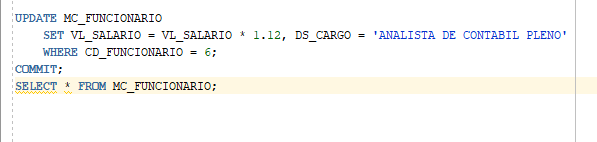 UPDATE MC_FUNCIONARIO
SET VL_SALARIO = VL_SALARIO * 1.12, DS_CARGO = 'ANALISTA DE CONTABIL PLENO'
WHERE CD_FUNCIONARIO = 6;
COMMIT;
SELECT * FROM MC_FUNCIONARIO;